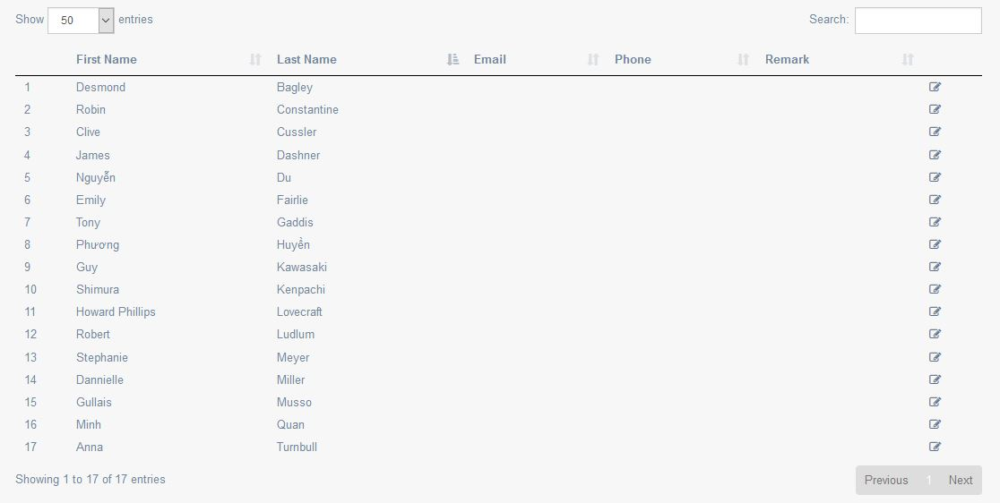 Show 50 entries Search:
First Name Last Name Email Phone Remark
1 Desmond Bagley
2 Robin Constantine
3 Clive Cussler
4 James Dashner
5 Nguyễn Du
6 Emily Fairlie
7 Tony Gaddis
8 Phương Huyền
9 Guy Kawasaki
10 Shimura Kenpachi
11 Howard Phillips Lovecraft
12 Robert Ludlum
13 Stephanie Meyer
14 Dannielle Miller
15 Gullais Musso
16 Minh Quan
17 Anna Turnbull
Showing 1 to 17 of 17 entries Previous 1 Next